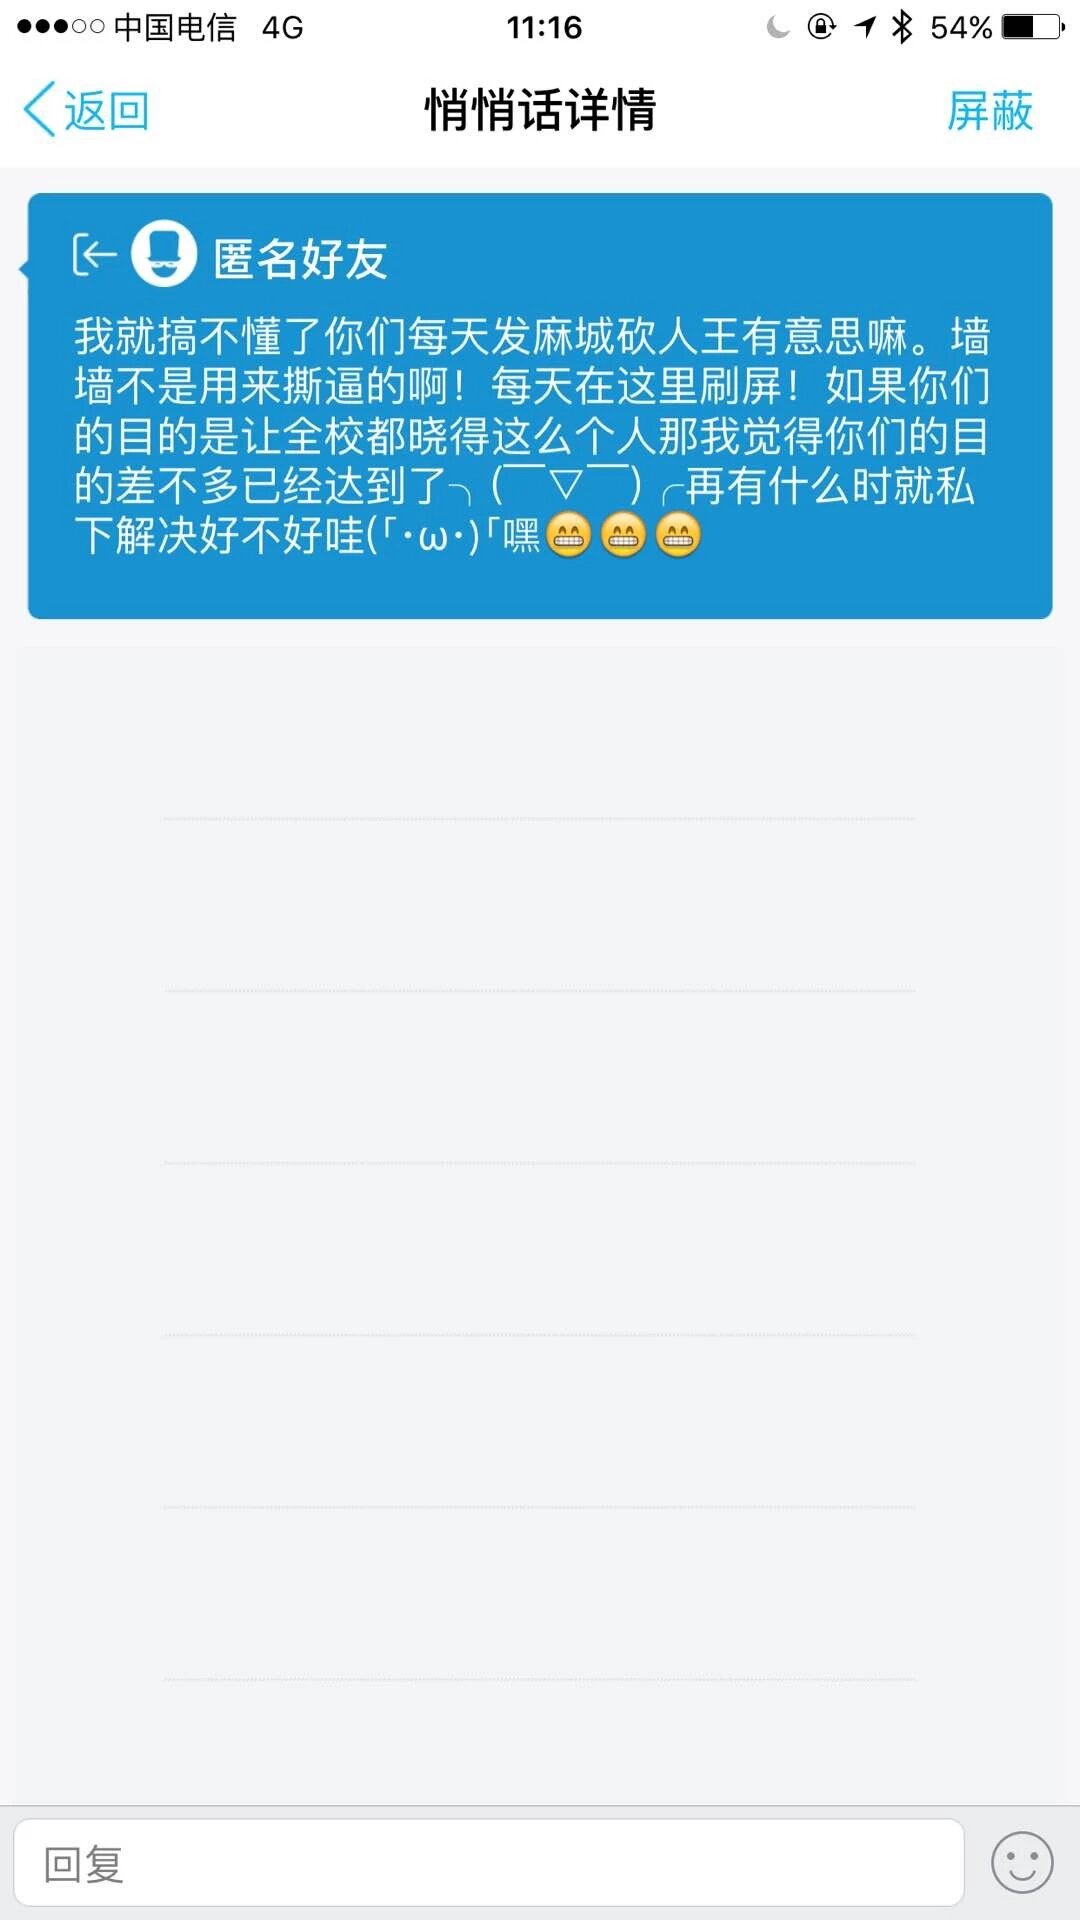 中国电信 4G 11:16 54%
返回 悄悄话详情 屏蔽
匿名好友
我就搞不懂了你们每天发麻城砍人王有意思嘛。墙
墙不是用来撕逼的啊！每天在这里刷屏！如果你们
的目的是让全校都晓得这么个人那我觉得你们的目
的差不多已经达到了╮(￣▽￣)╭再有什么时就私
下解决好不好哇(｢･ω･)｢嘿😁😁😁
回复